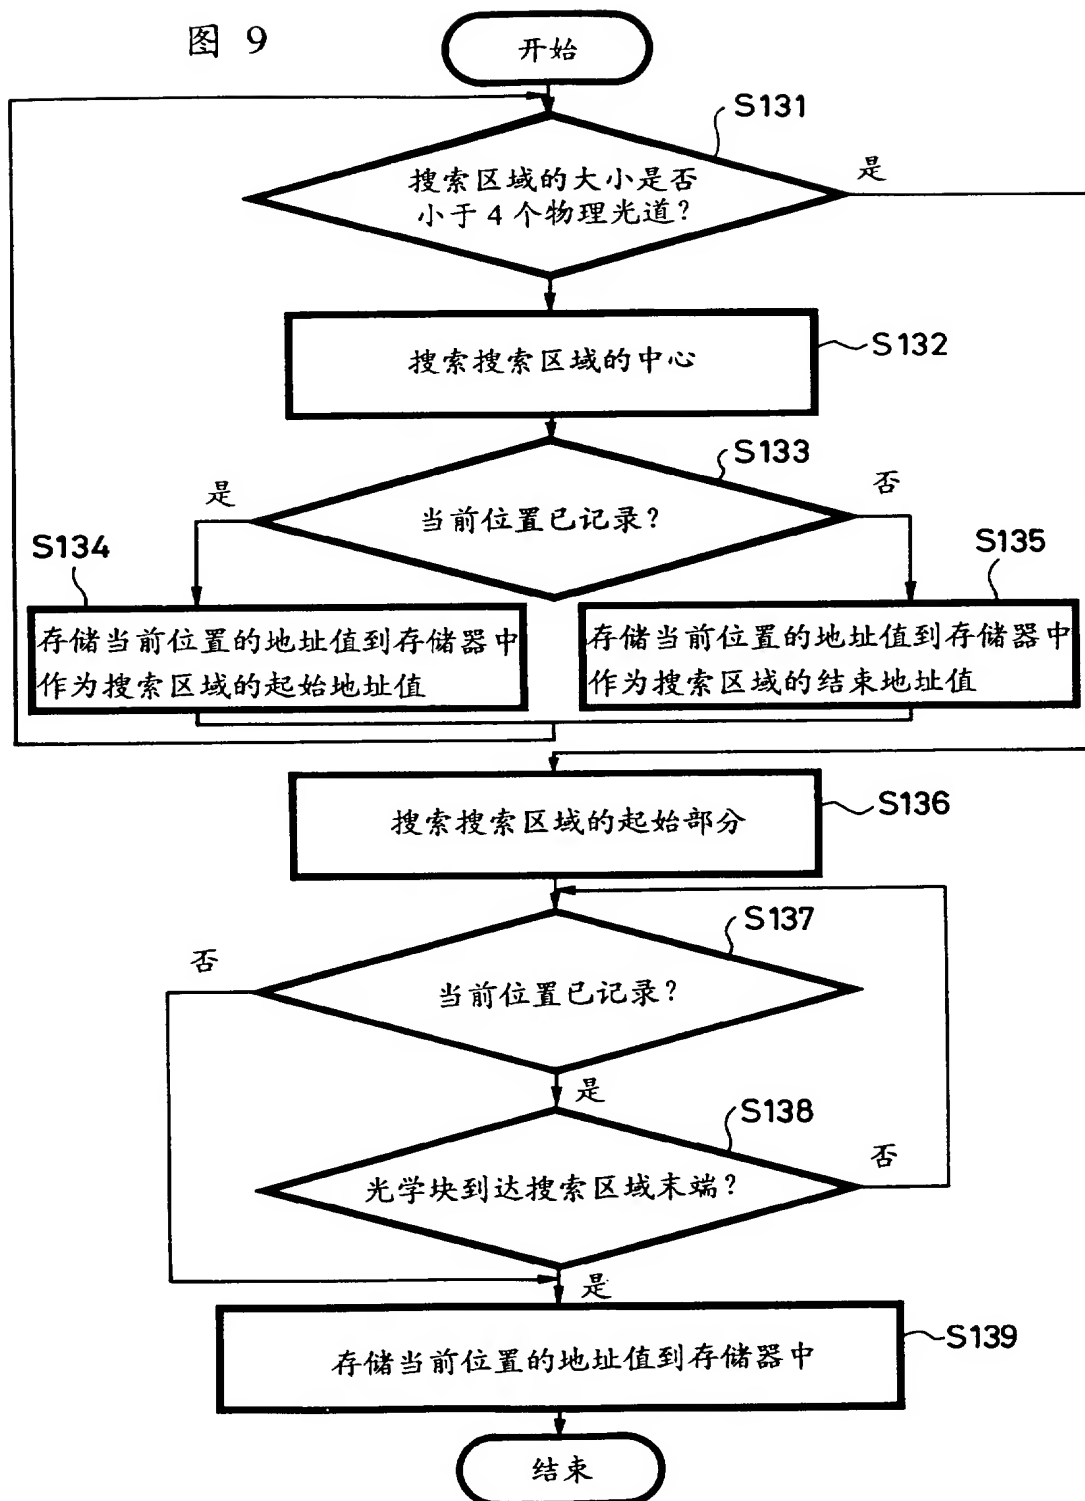 图 9
开始
S131
搜索区域的大小是否
小于 4 个物理光道？
是
搜索搜索区域的中心
S132
S133
是
否
当前位置已记录？
S134
S135
存储当前位置的地址值到存储器中
作为搜索区域的起始地址值
存储当前位置的地址值到存储器中
作为搜索区域的结束地址值
搜索搜索区域的起始部分
S136
S137
否
当前位置已记录？
是
S138
否
光学块到达搜索区域末端？
是
存储当前位置的地址值到存储器中
S139
结束